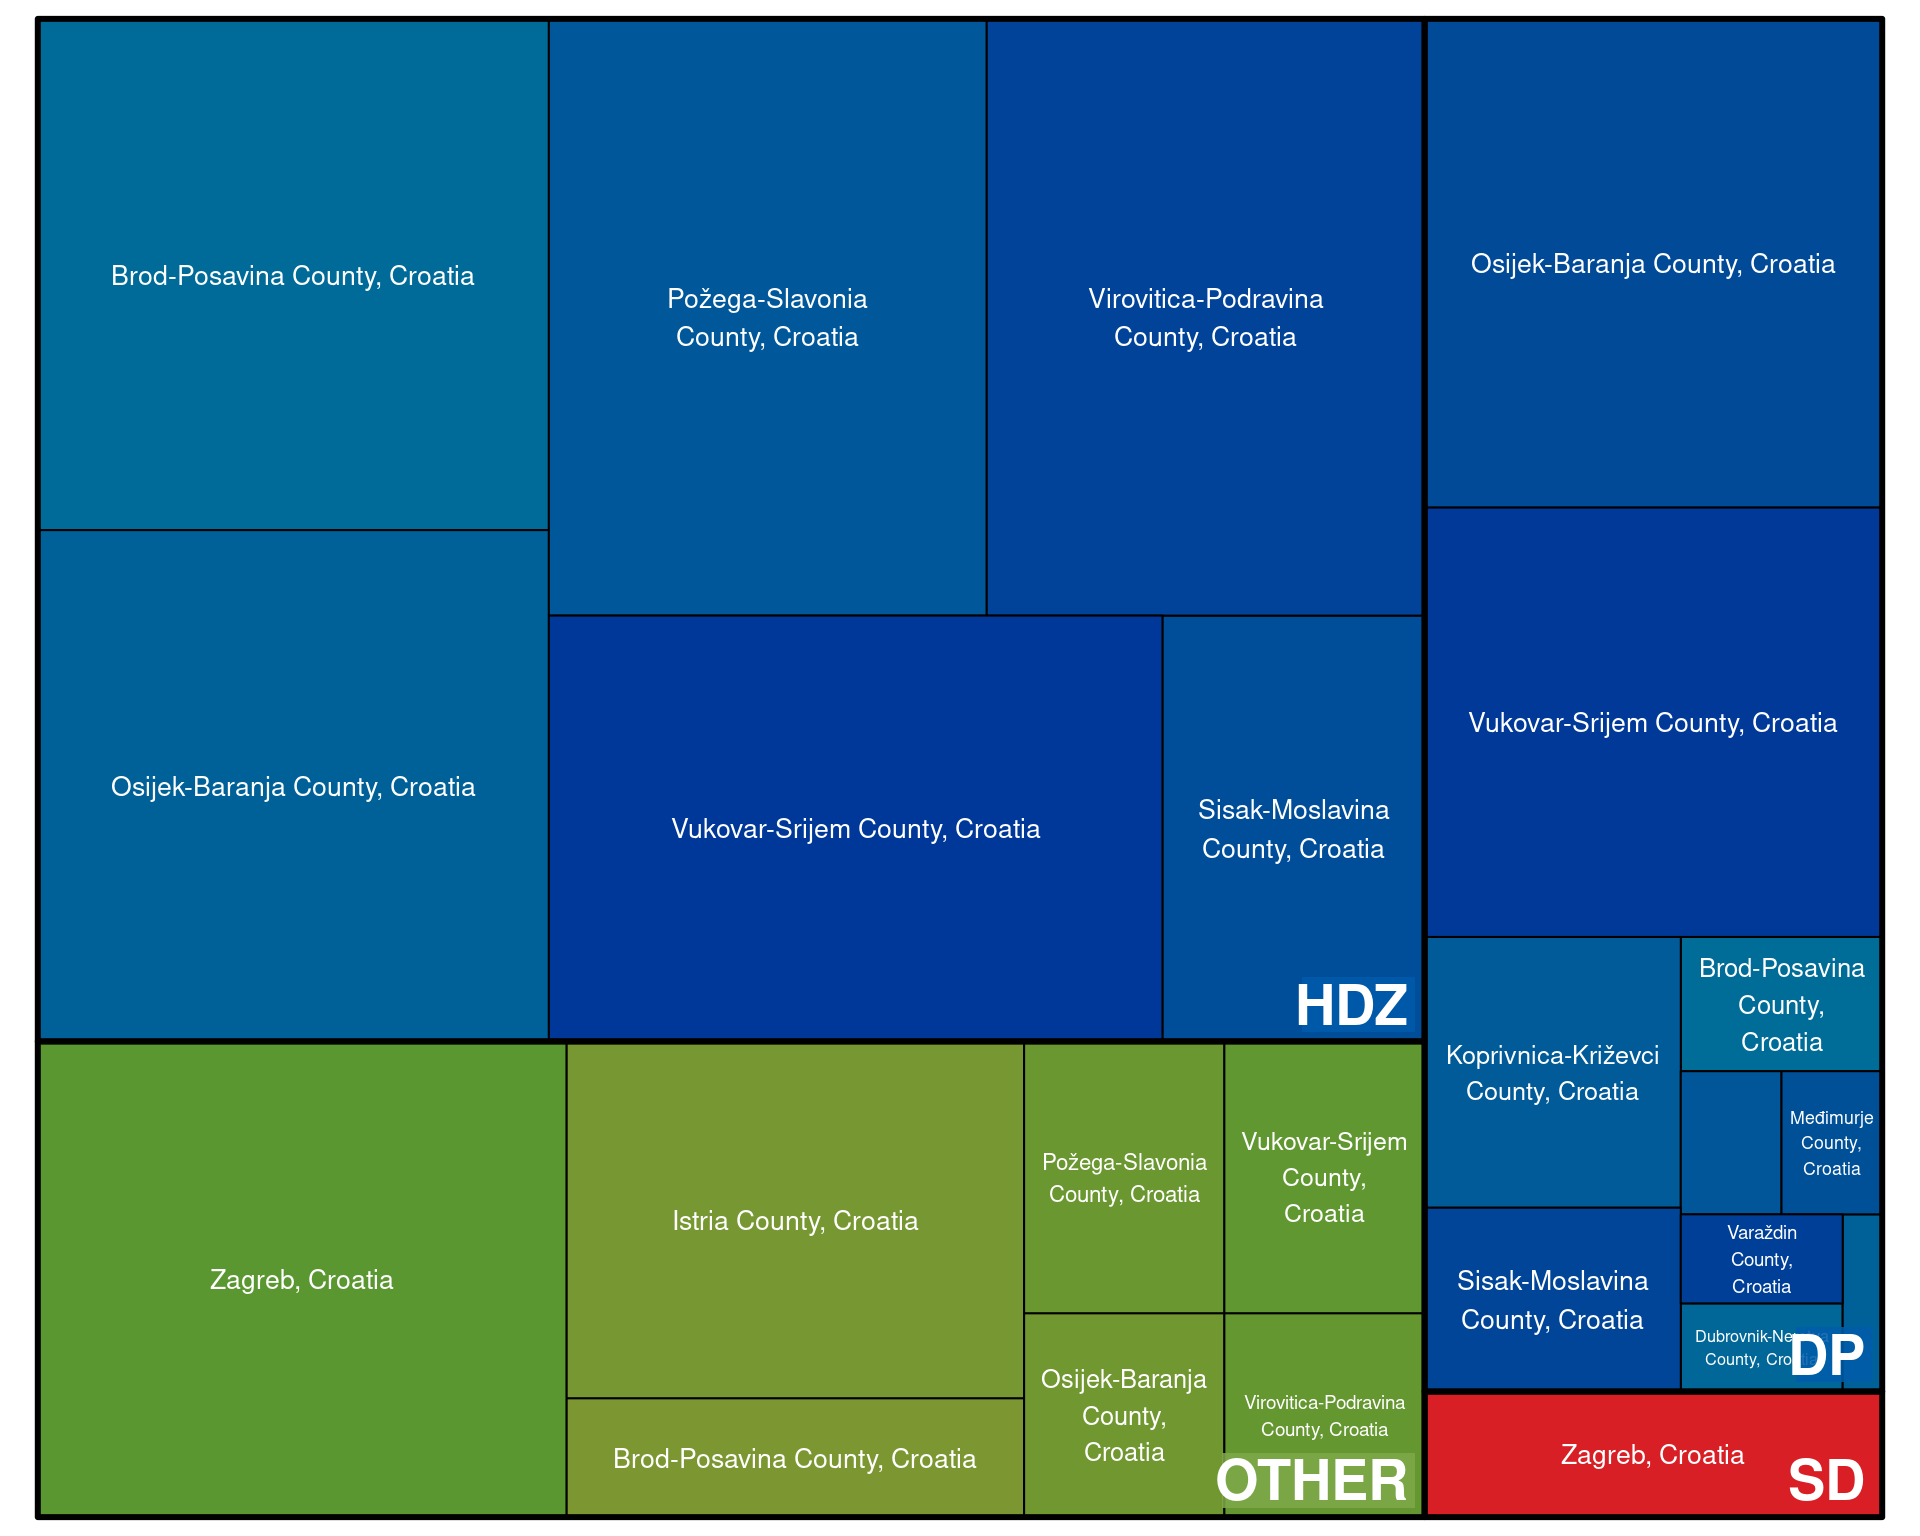 Brod-Posavina County, Croatia
Osijek-Baranja County, Croatia
Požega-Slavonia
County, Croatia
Virovitica-Podravina
County, Croatia
Vukovar-Srijem County, Croatia
Sisak-Moslavina
County, Croatia
HDZ
Osijek-Baranja County, Croatia
Vukovar-Srijem County, Croatia
Koprivnica-Križevci
County, Croatia
Brod-Posavina
County,
Croatia
Međimurje
County,
Croatia
Sisak-Moslavina
County, Croatia
Varaždin
County,
Croatia
County,
DP
Zagreb, Croatia
Istria County, Croatia
Brod-Posavina County, Croatia
Požega-Slavonia
County, Croatia
Vukovar-Srijem
County,
Croatia
Osijek-Baranja
County,
Croatia
Virovitica-Podravina
County, Croatia
OTHER
Zagreb, Croatia
SD